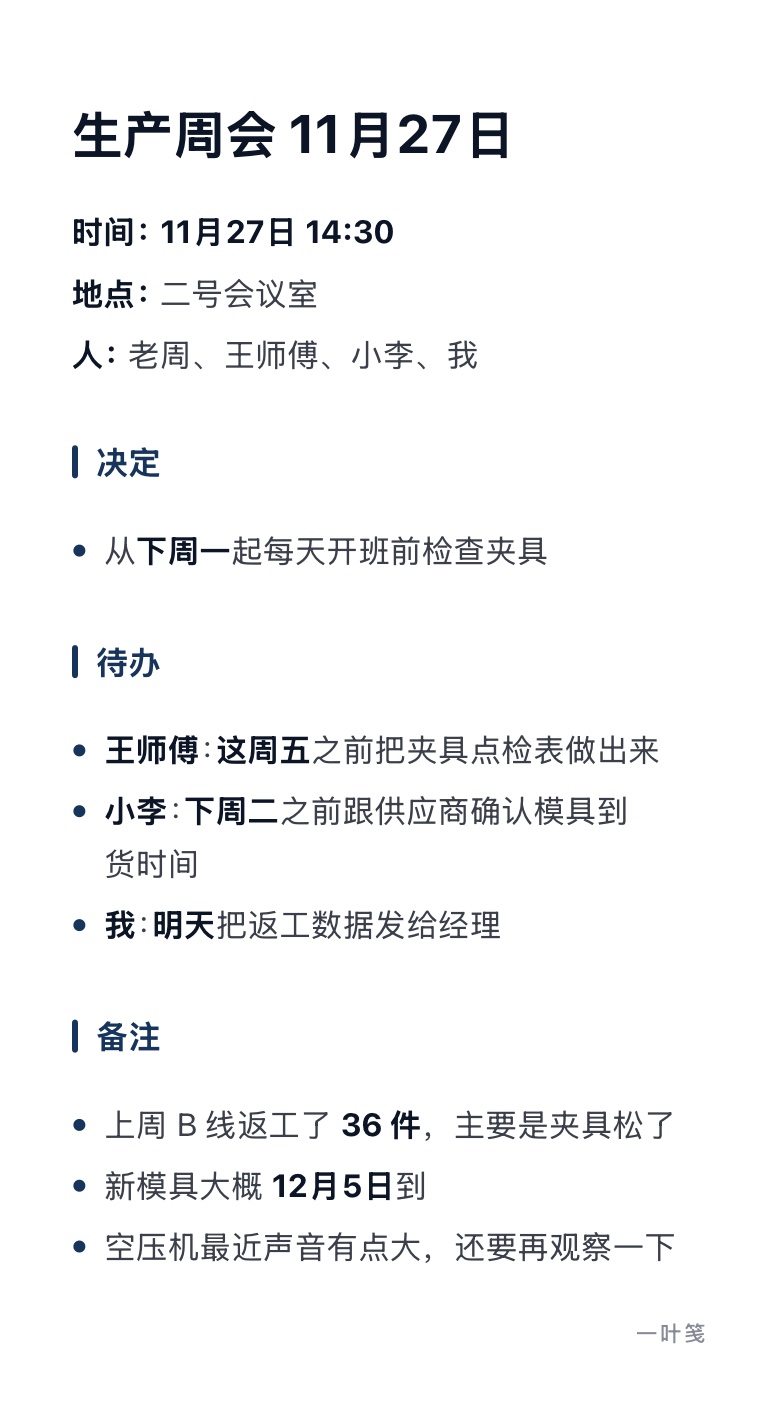 生产周会 11月27日
时间：11月27日 14:30
地点：二号会议室
人：老周、王师傅、小李、我
决定
从下周一起每天开班前检查夹具
待办
王师傅：这周五之前把夹具点检表做出来
小李：下周二之前跟供应商确认模具到
货时间
我：明天把返工数据发给经理
备注
上周 B 线返工了 36 件，主要是夹具松了
新模具大概 12月5日到
空压机最近声音有点大，还要再观察一下
一叶笺